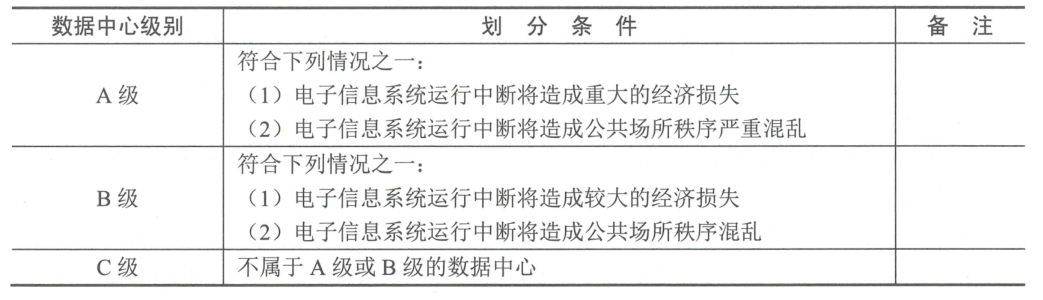 数据中心级别 划 分 条 件 备 注
符合下列情况之一：
A 级
（1）电子信息系统运行中断将造成重大的经济损失
（2）电子信息系统运行中断将造成公共场所秩序严重混乱
符合下列情况之一：
B 级
（1）电子信息系统运行中断将造成较大的经济损失
（2）电子信息系统运行中断将造成公共场所秩序混乱
C 级 不属于 A 级或 B 级的数据中心